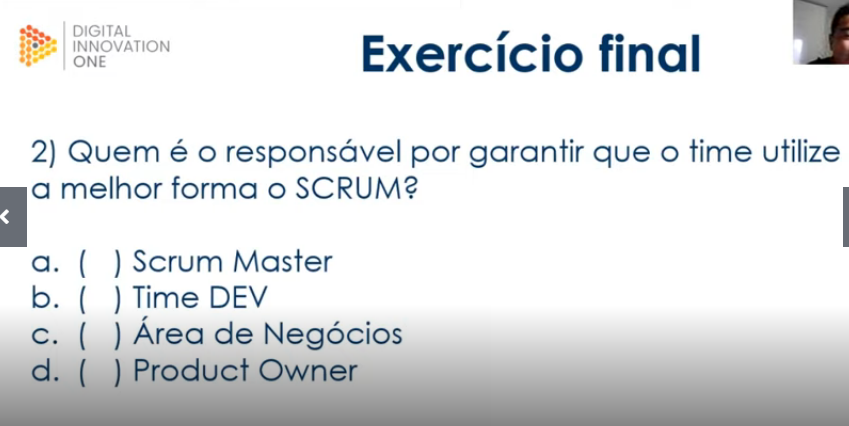 DIGITAL
INNOVATION
ONE
Exercício final
2) Quem é o responsável por garantir que o time utilize
a melhor forma o SCRUM?
a. ( ) Scrum Master
b. ( ) Time DEV
c. ( ) Área de Negócios
d. ( ) Product Owner